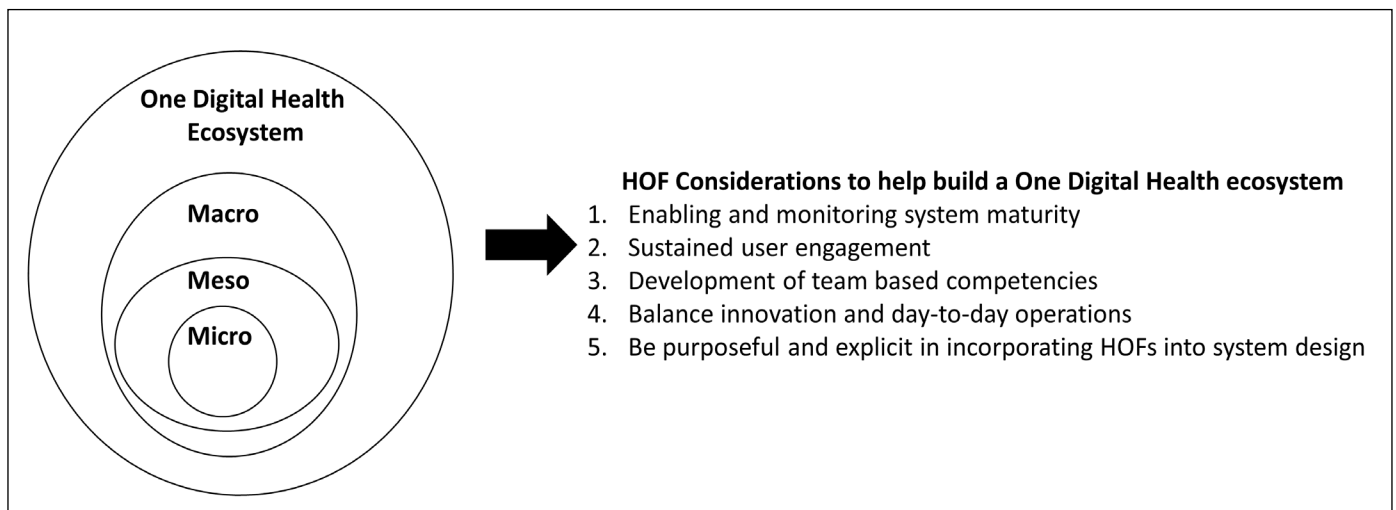 One Digital Health
Ecosystem
Macro
Meso
Micro
HOF Considerations to help build a One Digital Health ecosystem
1. Enabling and monitoring system maturity
2. Sustained user engagement
3. Development of team based competencies
4. Balance innovation and day-to-day operations
5. Be purposeful and explicit in incorporating HOFs into system design